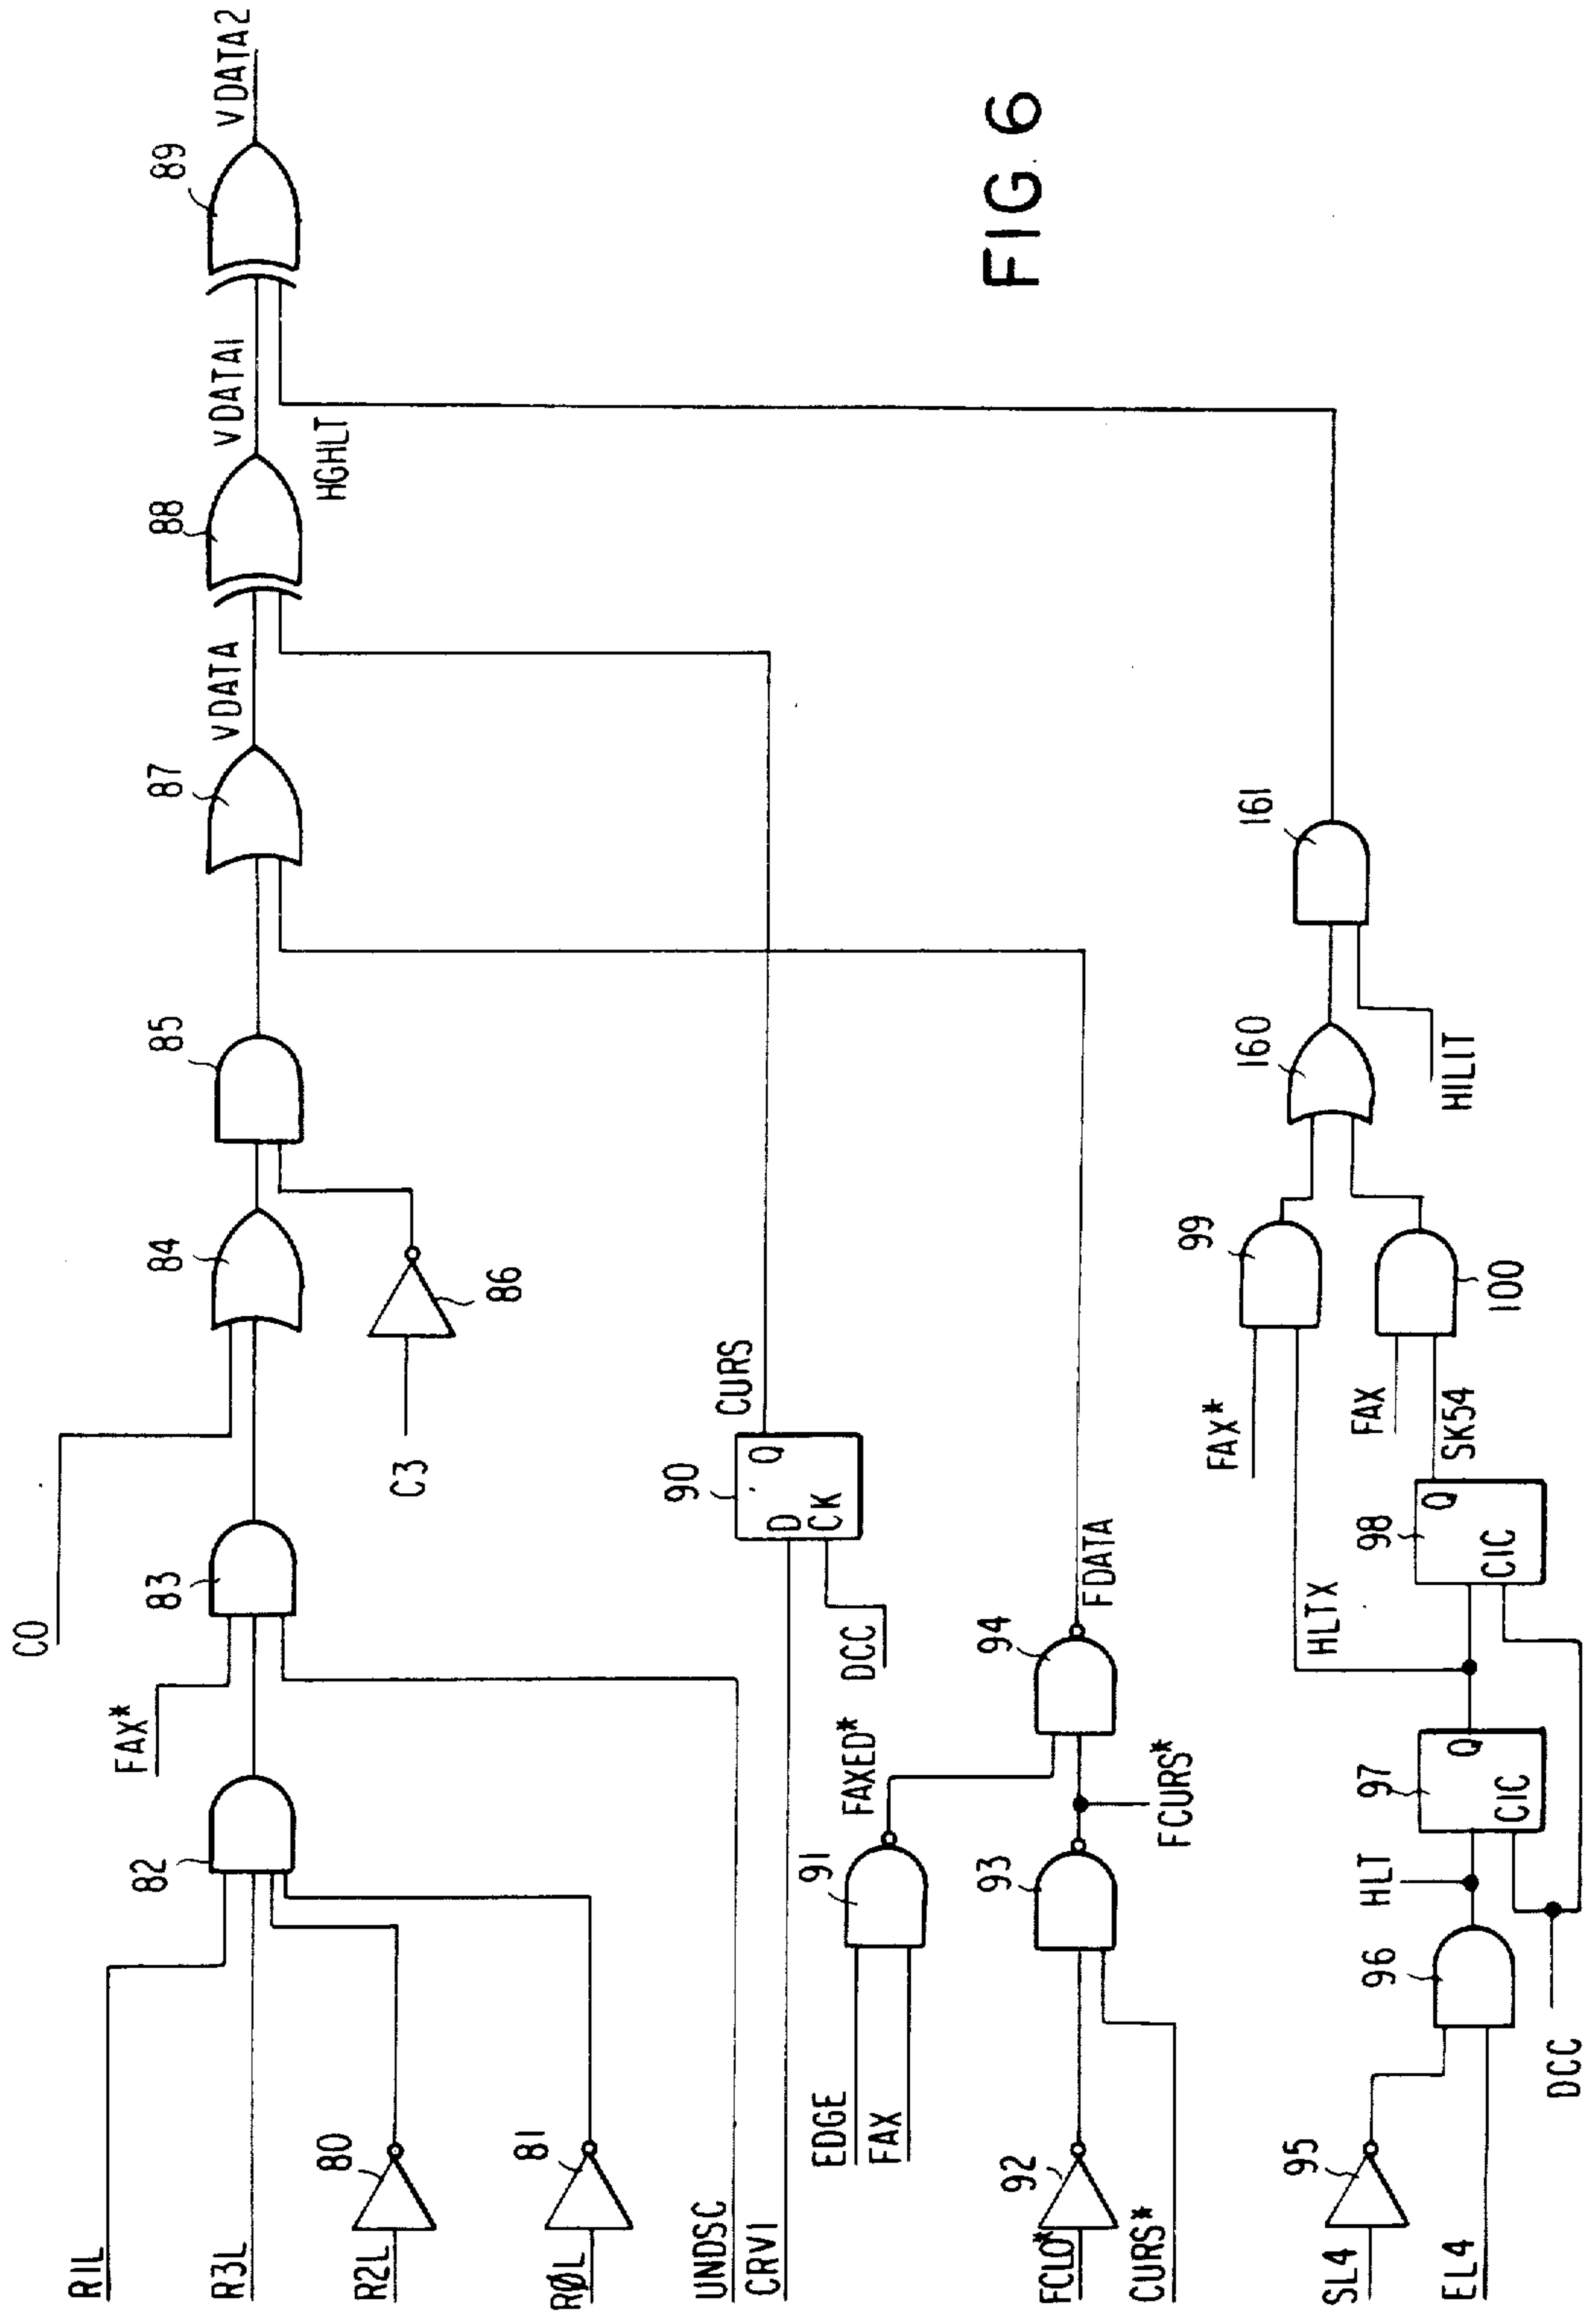 R1L
R3L
R2L
RØL
80
81
82
FAX*
83
CO
84
C3
86
85
87
VDATA
88
VDATA1
HGHLT
89
VDATA2
UNDSC
CRV1
DCC
90
D
CK
Q
CURS
EDGE
FAX
91
FAXED*
FCLO*
CURS*
92
93
FCURS*
94
FDATA
SL4
EL4
95
96
HLT
DCC
97
CIC
Q
HLTX
98
CIC
Q
SK54
FAX*
FAX
99
100
160
HILIT
161
FIG. 6